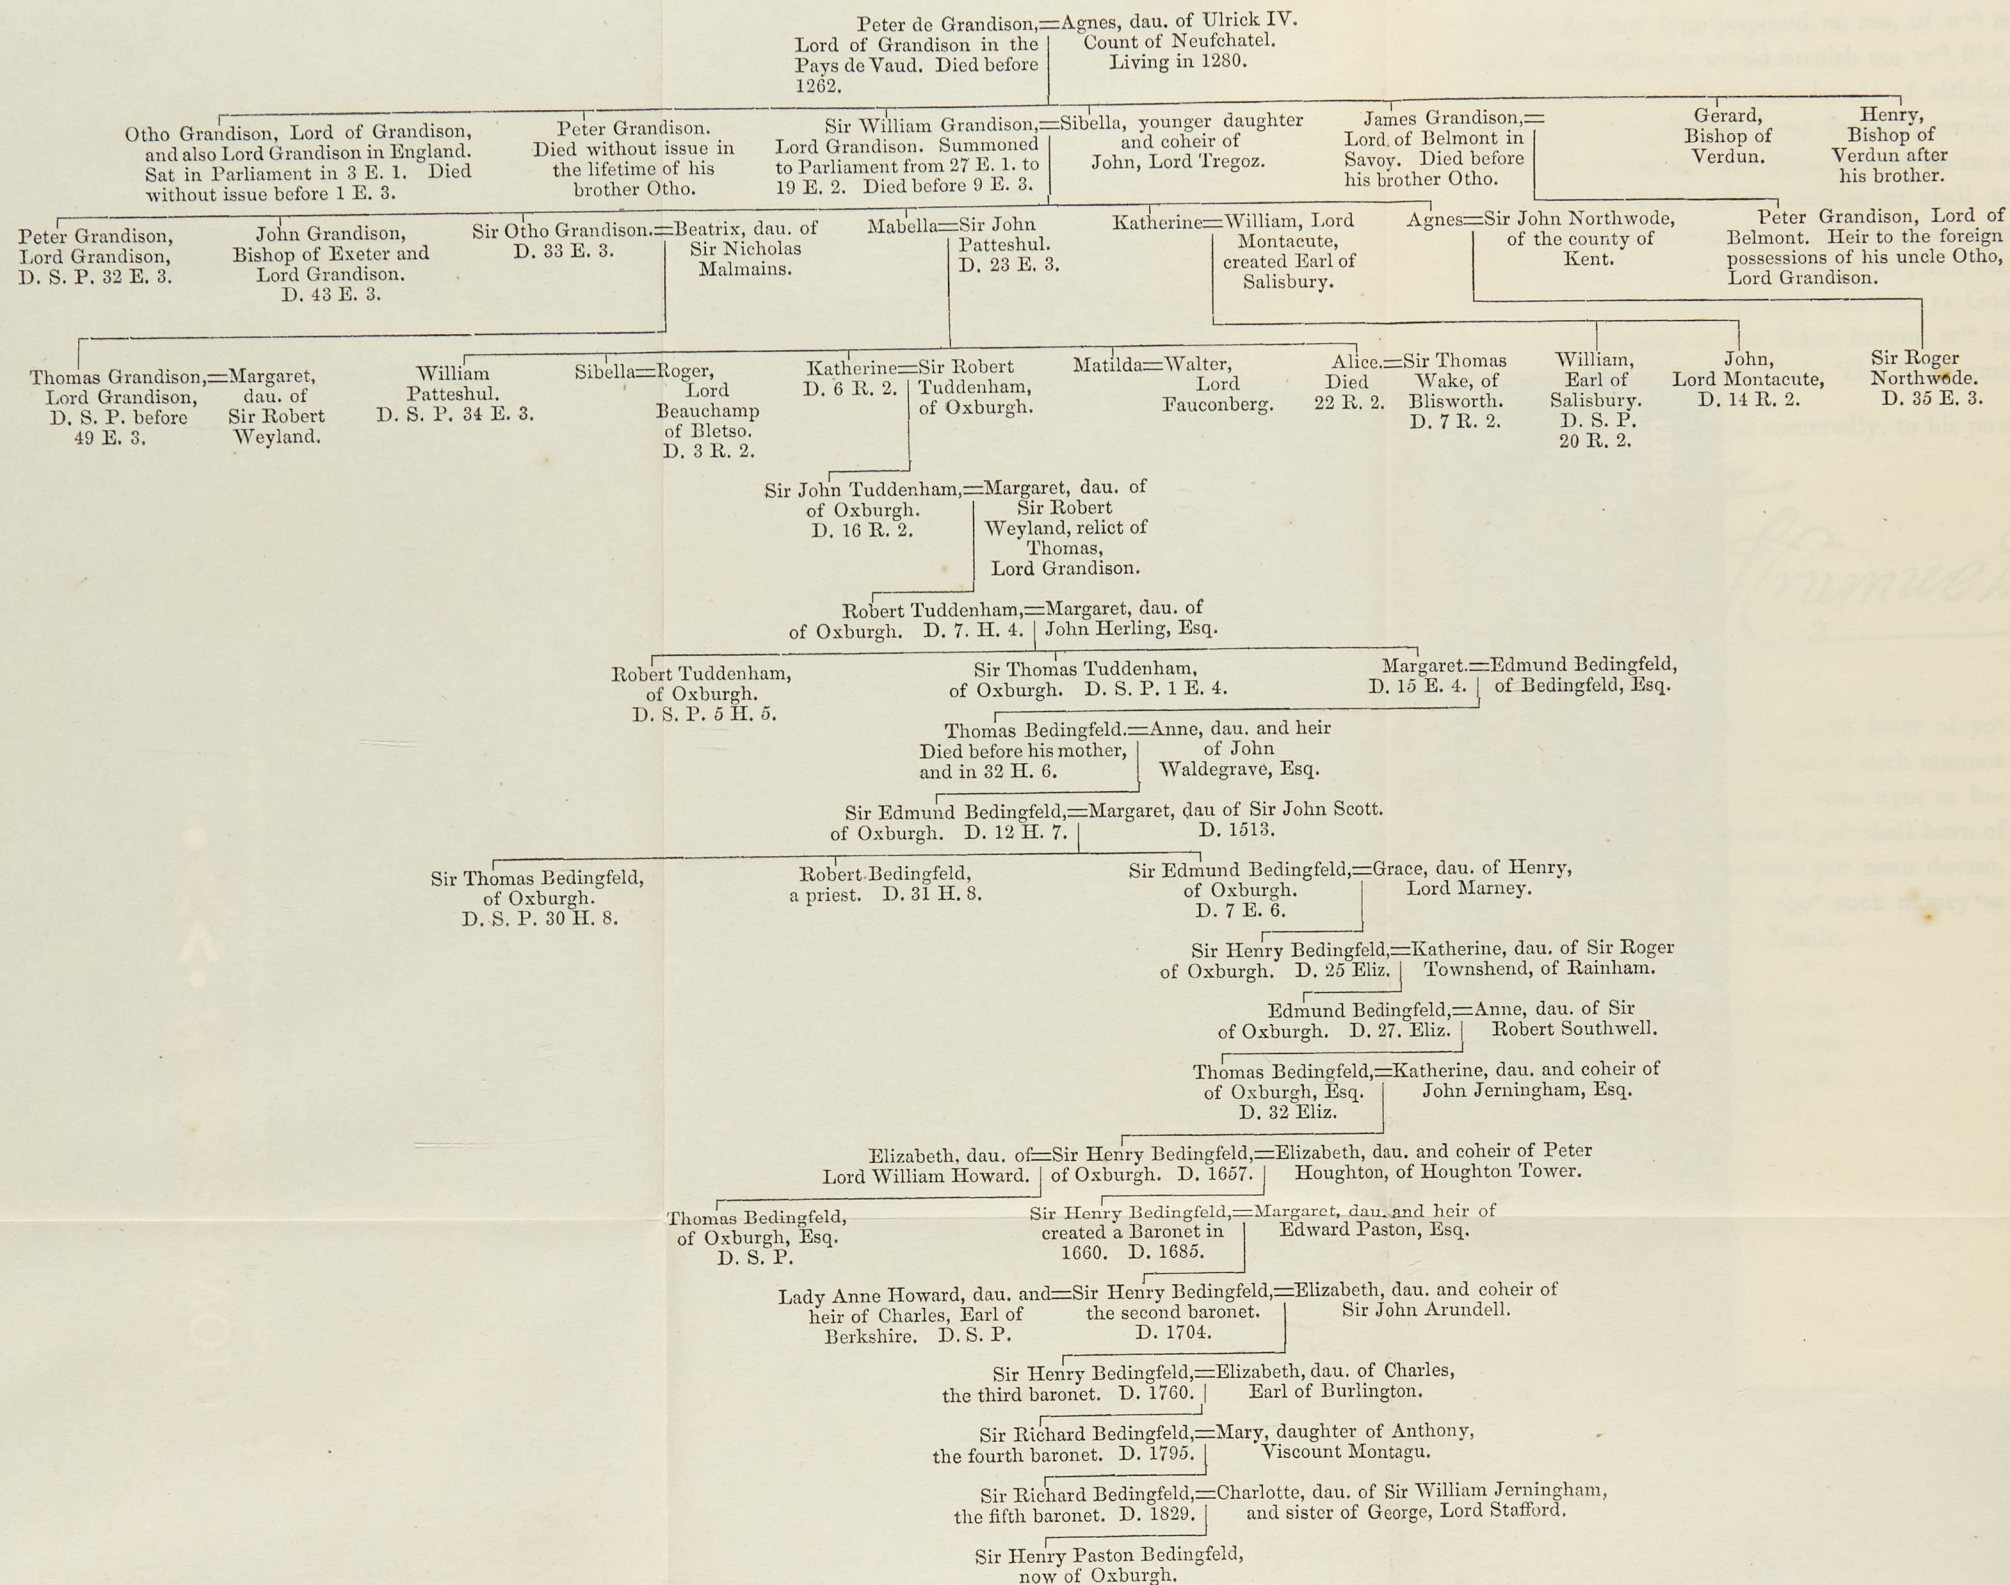 Peter de Grandison,=Agnes, dau. of Ulrick IV.
Lord of Grandison in the Count of Neufchatel.
Pays de Vaud. Died before Living in 1280.
1262.
Otho Grandison, Lord of Grandison,
and also Lord Grandison in England.
Sat in Parliament in 3 E. 1. Died
without issue before 1 E. 3.
Peter Grandison.
Died without issue in
the lifetime of his
brother Otho.
Sir William Grandison,=Sibella, younger daughter
Lord Grandison. Summoned and coheir of
to Parliament from 27 E. 1. to John, Lord Tregoz.
19 E. 2. Died before 9 E. 3.
James Grandison,=
Lord of Belmont in
Savoy. Died before
his brother Otho.
Gerard,
Bishop of
Verdun.
Henry,
Bishop of
Verdun after
his brother.
Peter Grandison,
Lord Grandison,
D. S. P. 32 E. 3.
John Grandison,
Bishop of Exeter and
Lord Grandison.
D. 43 E. 3.
Sir Otho Grandison.=Beatrix, dau. of
D. 33 E. 3. Sir Nicholas
Malmains.
Mabella=Sir John
Patteshul.
D. 23 E. 3.
Katherine=William, Lord
Montacute,
created Earl of
Salisbury.
Agnes=Sir John Northwode,
of the county of
Kent.
Peter Grandison, Lord of
Belmont. Heir to the foreign
possessions of his uncle Otho,
Lord Grandison.
Thomas Grandison,=Margaret,
Lord Grandison, dau. of
D. S. P. before Sir Robert
49 E. 3. Weyland.
William
Patteshul.
D. S. P. 34 E. 3.
Sibella=Roger,
Lord
Beauchamp
of Bletso.
D. 3 R. 2.
Katherine=Sir Robert
D. 6 R. 2. Tuddenham,
of Oxburgh.
Matilda=Walter,
Lord
Fauconberg.
Alice.=Sir Thomas
Died Wake, of
22 R. 2. Blisworth.
D. 7 R. 2.
William,
Earl of
Salisbury.
D. S. P.
20 R. 2.
John,
Lord Montacute,
D. 14 R. 2.
Sir Roger
Northwode.
D. 35 E. 3.
Sir John Tuddenham,=Margaret, dau. of
of Oxburgh. Sir Robert
D. 16 R. 2. Weyland, relict of
Thomas,
Lord Grandison.
Robert Tuddenham,=Margaret, dau. of
of Oxburgh. D. 7. H. 4. John Herling, Esq.
Robert Tuddenham,
of Oxburgh.
D. S. P. 5 H. 5.
Sir Thomas Tuddenham,
of Oxburgh. D. S. P. 1 E. 4.
Margaret.=Edmund Bedingfeld,
D. 15 E. 4. of Bedingfeld, Esq.
Thomas Bedingfeld.=Anne, dau. and heir
Died before his mother, of John
and in 32 H. 6. Waldegrave, Esq.
Sir Edmund Bedingfeld,=Margaret, dau of Sir John Scott.
of Oxburgh. D. 12 H. 7. D. 1513.
Sir Thomas Bedingfeld,
of Oxburgh.
D. S. P. 30 H. 8.
Robert Bedingfeld,
a priest. D. 31 H. 8.
Sir Edmund Bedingfeld,=Grace, dau. of Henry,
of Oxburgh. Lord Marney.
D. 7 E. 6.
Sir Henry Bedingfeld,=Katherine, dau. of Sir Roger
of Oxburgh. D. 25 Eliz. Townshend, of Rainham.
Edmund Bedingfeld,=Anne, dau. of Sir
of Oxburgh. D. 27. Eliz. Robert Southwell.
Thomas Bedingfeld,=Katherine, dau. and coheir of
of Oxburgh, Esq. John Jerningham, Esq.
D. 32 Eliz.
Elizabeth, dau. of=Sir Henry Bedingfeld,=Elizabeth, dau. and coheir of Peter
Lord William Howard. of Oxburgh. D. 1657. Houghton, of Houghton Tower.
Thomas Bedingfeld,
of Oxburgh, Esq.
D. S. P.
Sir Henry Bedingfeld,=Margaret, dau. and heir of
created a Baronet in Edward Paston, Esq.
1660. D. 1685.
Lady Anne Howard, dau. and=Sir Henry Bedingfeld,=Elizabeth, dau. and coheir of
heir of Charles, Earl of the second baronet. Sir John Arundell.
Berkshire. D. S. P. D. 1704.
Sir Henry Bedingfeld,=Elizabeth, dau. of Charles,
the third baronet. D. 1760. Earl of Burlington.
Sir Richard Bedingfeld,=Mary, daughter of Anthony,
the fourth baronet. D. 1795. Viscount Montagu.
Sir Richard Bedingfeld,=Charlotte, dau. of Sir William Jerningham,
the fifth baronet. D. 1829. and sister of George, Lord Stafford.
Sir Henry Paston Bedingfeld,
now of Oxburgh.